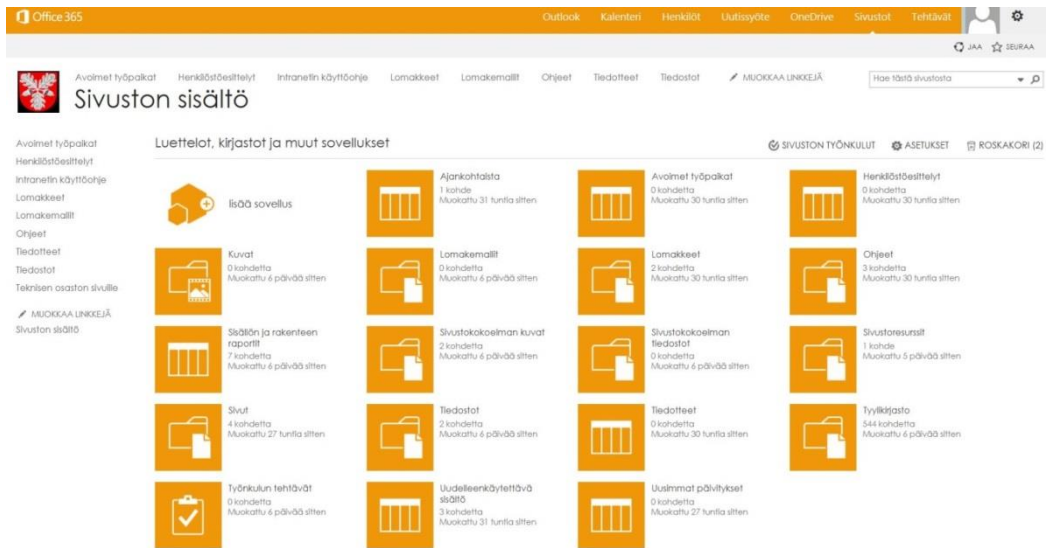 Office 365
Outlook Kalenteri Henkilöt Uutissyöte OneDrive Sivustot Tehtävät
JAA SEURAA
Avoimet työpaikat Henkilöstöesittelyt Intranetin käyttöohje Lomakkeet Lomakemallit Ohjeet Tiedotteet Tiedostot MUOKKAA LINKKEJÄ
Hae tästä sivustosta
Sivuston sisältö
Avoimet työpaikat
Henkilöstöesittelyt
Intranetin käyttöohje
Lomakkeet
Lomakemallit
Ohjeet
Tiedotteet
Tiedostot
Teknisen osaston sivuille
MUOKKAA LINKKEJÄ
Sivuston sisältö
Luettelot, kirjastot ja muut sovellukset
SIVUSTON TYÖNKULUT ASETUKSET ROSKAKORI (2)
lisää sovellus
Ajankohtaista
1 kohde
Muokattu 31 tuntia sitten
Avoimet työpaikat
0 kohdetta
Muokattu 30 tuntia sitten
Henkilöstöesittelyt
0 kohdetta
Muokattu 30 tuntia sitten
Kuvat
0 kohdetta
Muokattu 6 päivää sitten
Lomakemallit
0 kohdetta
Muokattu 6 päivää sitten
Lomakkeet
2 kohdetta
Muokattu 30 tuntia sitten
Ohjeet
3 kohdetta
Muokattu 30 tuntia sitten
Sisällön ja rakenteen
raportit
7 kohdetta
Muokattu 6 päivää sitten
Sivustokokoelman kuvat
2 kohdetta
Muokattu 6 päivää sitten
Sivustokokoelman
tiedostot
0 kohdetta
Muokattu 6 päivää sitten
Sivustoresurssit
1 kohde
Muokattu 5 päivää sitten
Sivut
4 kohdetta
Muokattu 27 tuntia sitten
Tiedostot
2 kohdetta
Muokattu 6 päivää sitten
Tiedotteet
0 kohdetta
Muokattu 30 tuntia sitten
Tyylikirjasto
544 kohdetta
Muokattu 6 päivää sitten
Työnkulun tehtävät
0 kohdetta
Muokattu 6 päivää sitten
Uudelleenkäytettävä
sisältö
3 kohdetta
Muokattu 31 tuntia sitten
Uusimmat päivitykset
0 kohdetta
Muokattu 27 tuntia sitten